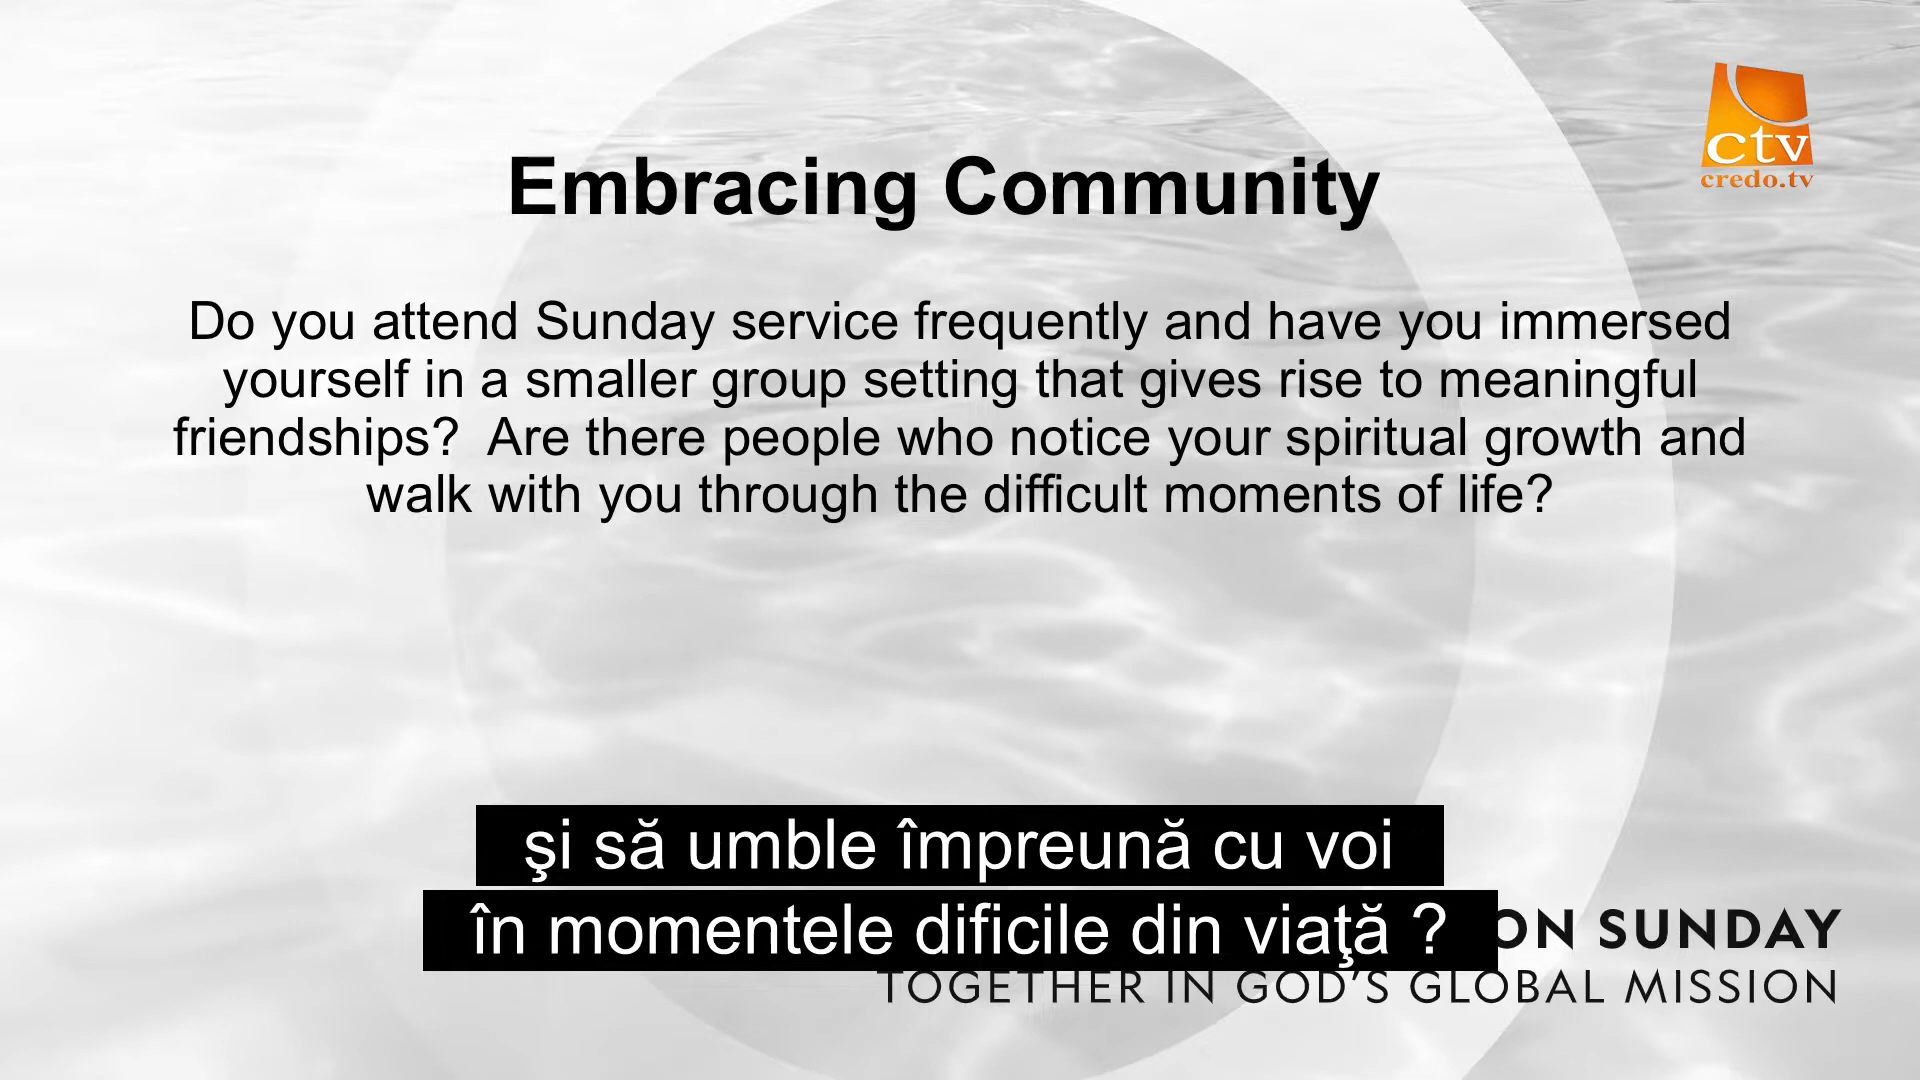 ctv
credo.tv
Embracing Community
Do you attend Sunday service frequently and have you immersed
yourself in a smaller group setting that gives rise to meaningful
friendships?  Are there people who notice your spiritual growth and
walk with you through the difficult moments of life?
şi să umble împreună cu voi
în momentele dificile din viaţă ?
ON SUNDAY
TOGETHER IN GOD'S GLOBAL MISSION